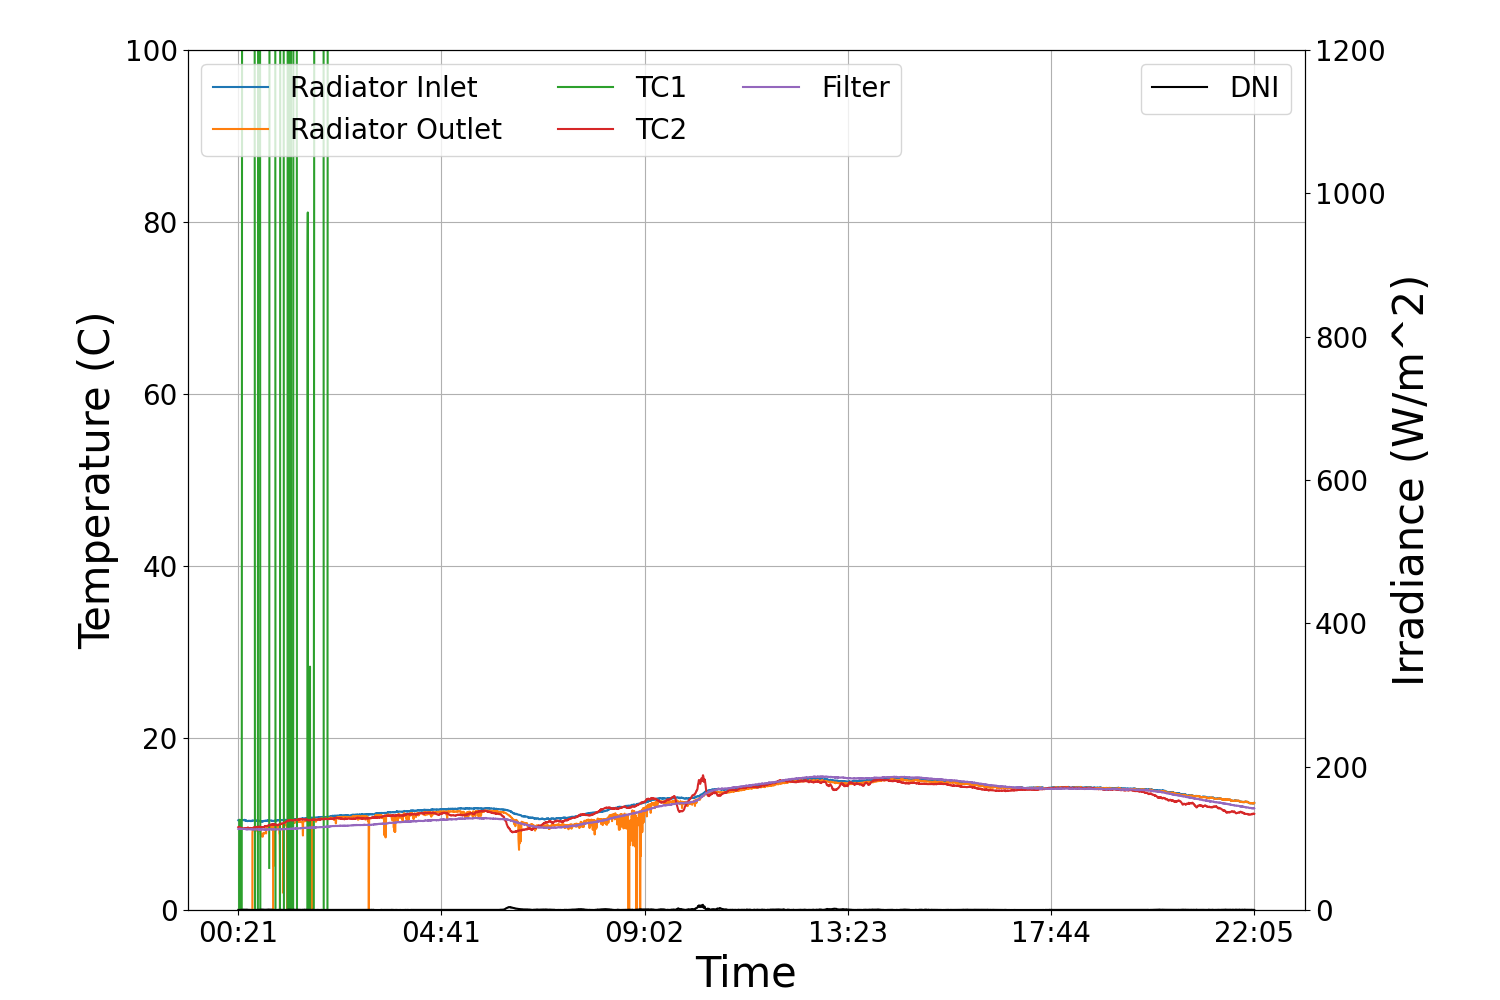 100
80
60
40
20
0
Temperature (C)
Radiator Inlet
Radiator Outlet
TC1
TC2
Filter
DNI
1200
1000
800
600
400
200
0
Irradiance (W/m^2)
00:21
04:41
09:02
13:23
17:44
22:05
Time